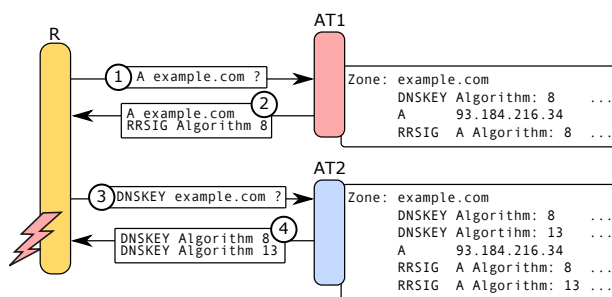 R
AT1
1 A example.com ?
A example.com 2
RRSIG Algorithm 8
Zone: example.com
DNSKEY Algorithm: 8 ...
A 93.184.216.34
RRSIG A Algorithm: 8 ...
AT2
3 DNSKEY example.com ?
DNSKEY Algorithm 8 4
DNSKEY Algorithm 13
Zone: example.com
DNSKEY Algorithm: 8 ...
DNSKEY Algorithm: 13 ...
A 93.184.216.34
RRSIG A Algorithm: 8 ...
RRSIG A Algorithm: 13 ...